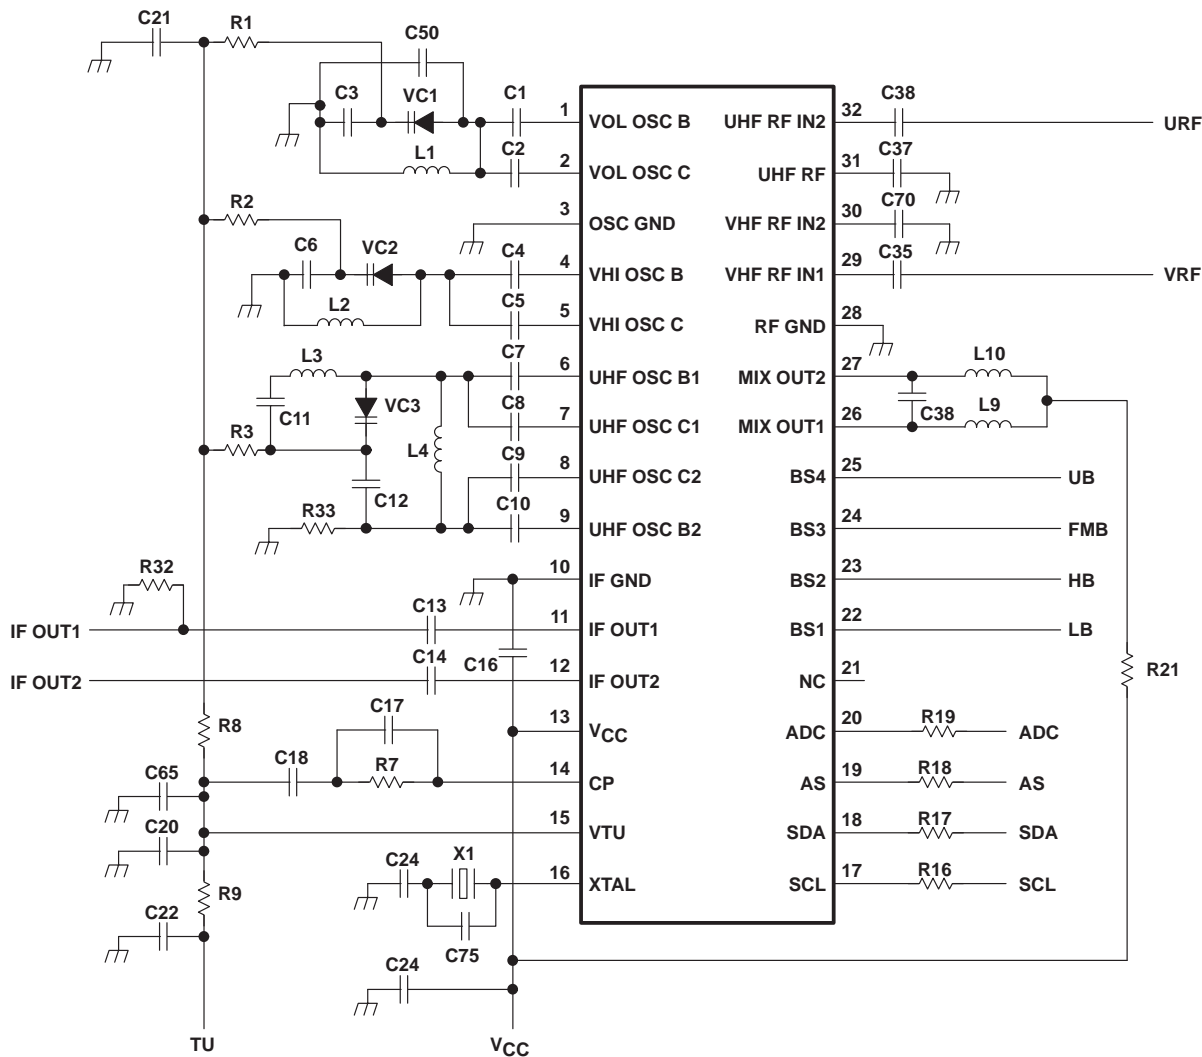 C21
R1
C50
C3
VC1
C1
L1
C2
1
2
VOL OSC B
VOL OSC C
R2
3
OSC GND
C6
VC2
C4
4
VHI OSC B
L2
C5
5
VHI OSC C
L3
C7
6
UHF OSC B1
C11
VC3
C8
7
UHF OSC C1
R3
L4
C9
8
UHF OSC C2
C12
R33
C10
9
UHF OSC B2
R32
10
IF GND
IF OUT1
C13
11
IF OUT1
C16
IF OUT2
C14
12
IF OUT2
R8
C17
13
VCC
C65
C18
R7
14
CP
C20
15
VTU
C24
X1
16
XTAL
R9
C22
C75
C24
TU
VCC
UHF RF IN2
32
C38
URF
UHF RF
31
C37
VHF RF IN2
30
C70
VHF RF IN1
29
C35
VRF
RF GND
28
MIX OUT2
27
L10
C38
MIX OUT1
26
L9
BS4
25
UB
BS3
24
FMB
BS2
23
HB
BS1
22
LB
R21
NC
21
ADC
20
R19
ADC
AS
19
R18
AS
SDA
18
R17
SDA
SCL
17
R16
SCL